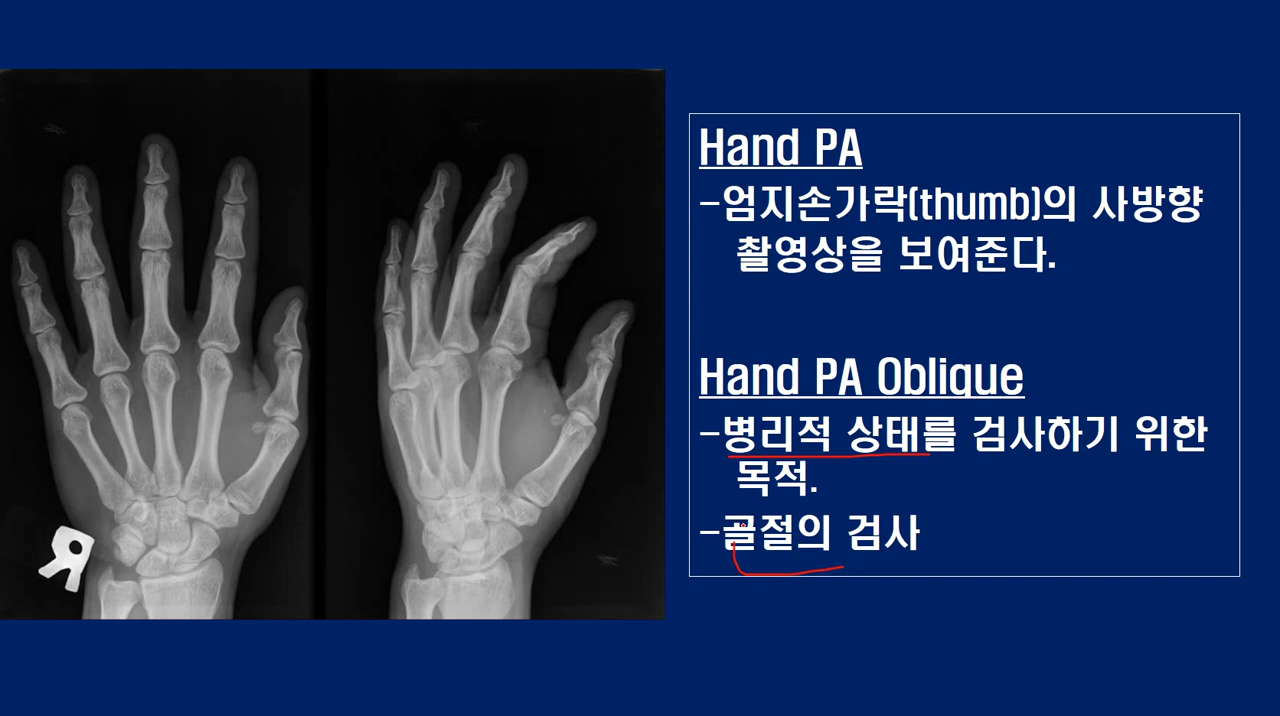 Hand PA
-엄지손가락(thumb)의 사방향
촬영상을 보여준다.
Hand PA Oblique
-병리적 상태를 검사하기 위한
목적.
-골절의 검사
R